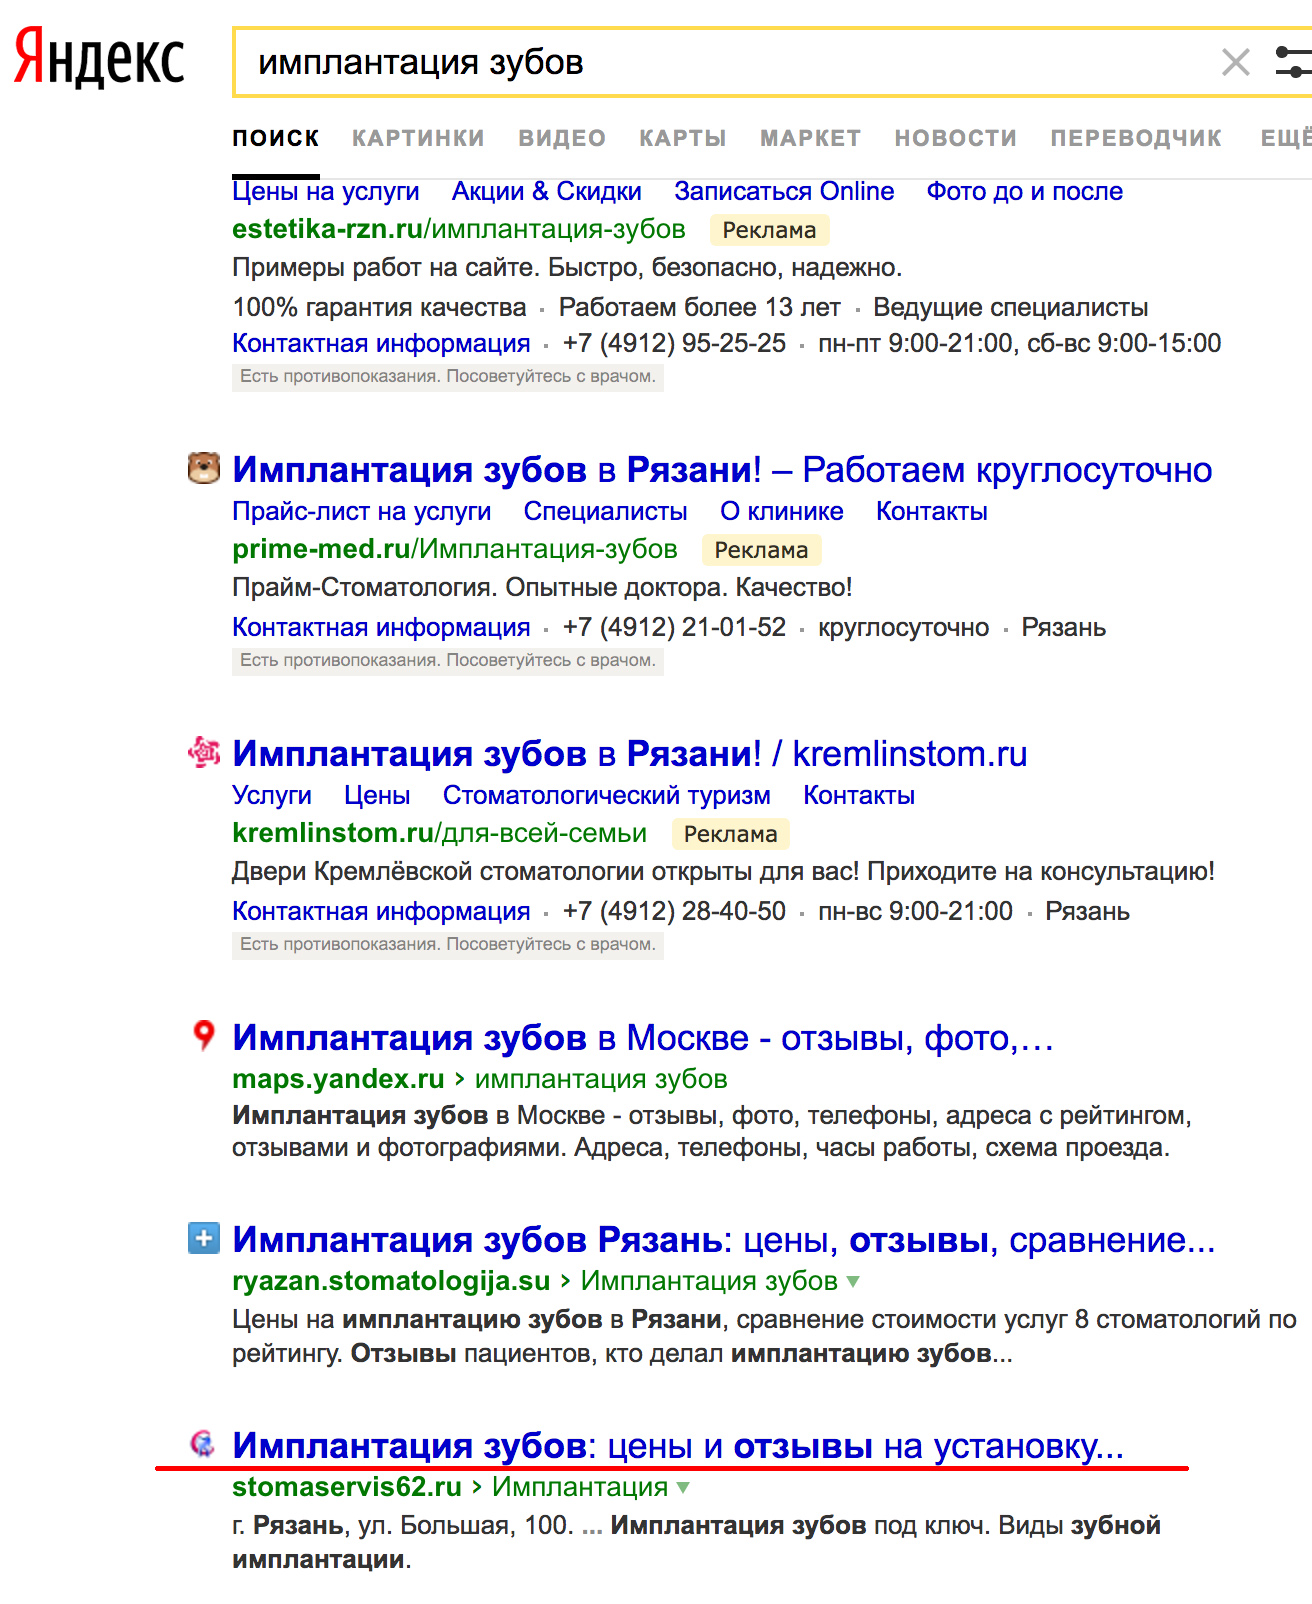 Яндекс
имплантация зубов
ПОИСК КАРТИНКИ ВИДЕО КАРТЫ МАРКЕТ НОВОСТИ ПЕРЕВОДЧИК ЕЩЁ
Цены на услуги Акции & Скидки Записаться Online Фото до и после
estetika-rzn.ru/имплантация-зубов Реклама
Примеры работ на сайте. Быстро, безопасно, надежно.
100% гарантия качества · Работаем более 13 лет · Ведущие специалисты
Контактная информация · +7 (4912) 95-25-25 · пн-пт 9:00-21:00, сб-вс 9:00-15:00
Есть противопоказания. Посоветуйтесь с врачом.
Имплантация зубов в Рязани! – Работаем круглосуточно
Прайс-лист на услуги Специалисты О клинике Контакты
prime-med.ru/Имплантация-зубов Реклама
Прайм-Стоматология. Опытные доктора. Качество!
Контактная информация · +7 (4912) 21-01-52 · круглосуточно · Рязань
Есть противопоказания. Посоветуйтесь с врачом.
Имплантация зубов в Рязани! / kremlinstom.ru
Услуги Цены Стоматологический туризм Контакты
kremlinstom.ru/для-всей-семьи Реклама
Двери Кремлёвской стоматологии открыты для вас! Приходите на консультацию!
Контактная информация · +7 (4912) 28-40-50 · пн-вс 9:00-21:00 · Рязань
Есть противопоказания. Посоветуйтесь с врачом.
Имплантация зубов в Москве - отзывы, фото,…
maps.yandex.ru › имплантация зубов
Имплантация зубов в Москве - отзывы, фото, телефоны, адреса с рейтингом,
отзывами и фотографиями. Адреса, телефоны, часы работы, схема проезда.
Имплантация зубов Рязань: цены, отзывы, сравнение...
ryazan.stomatologija.su › Имплантация зубов
Цены на имплантацию зубов в Рязани, сравнение стоимости услуг 8 стоматологий по
рейтингу. Отзывы пациентов, кто делал имплантацию зубов...
Имплантация зубов: цены и отзывы на установку...
stomaservis62.ru › Имплантация
г. Рязань, ул. Большая, 100. ... Имплантация зубов под ключ. Виды зубной
имплантации.